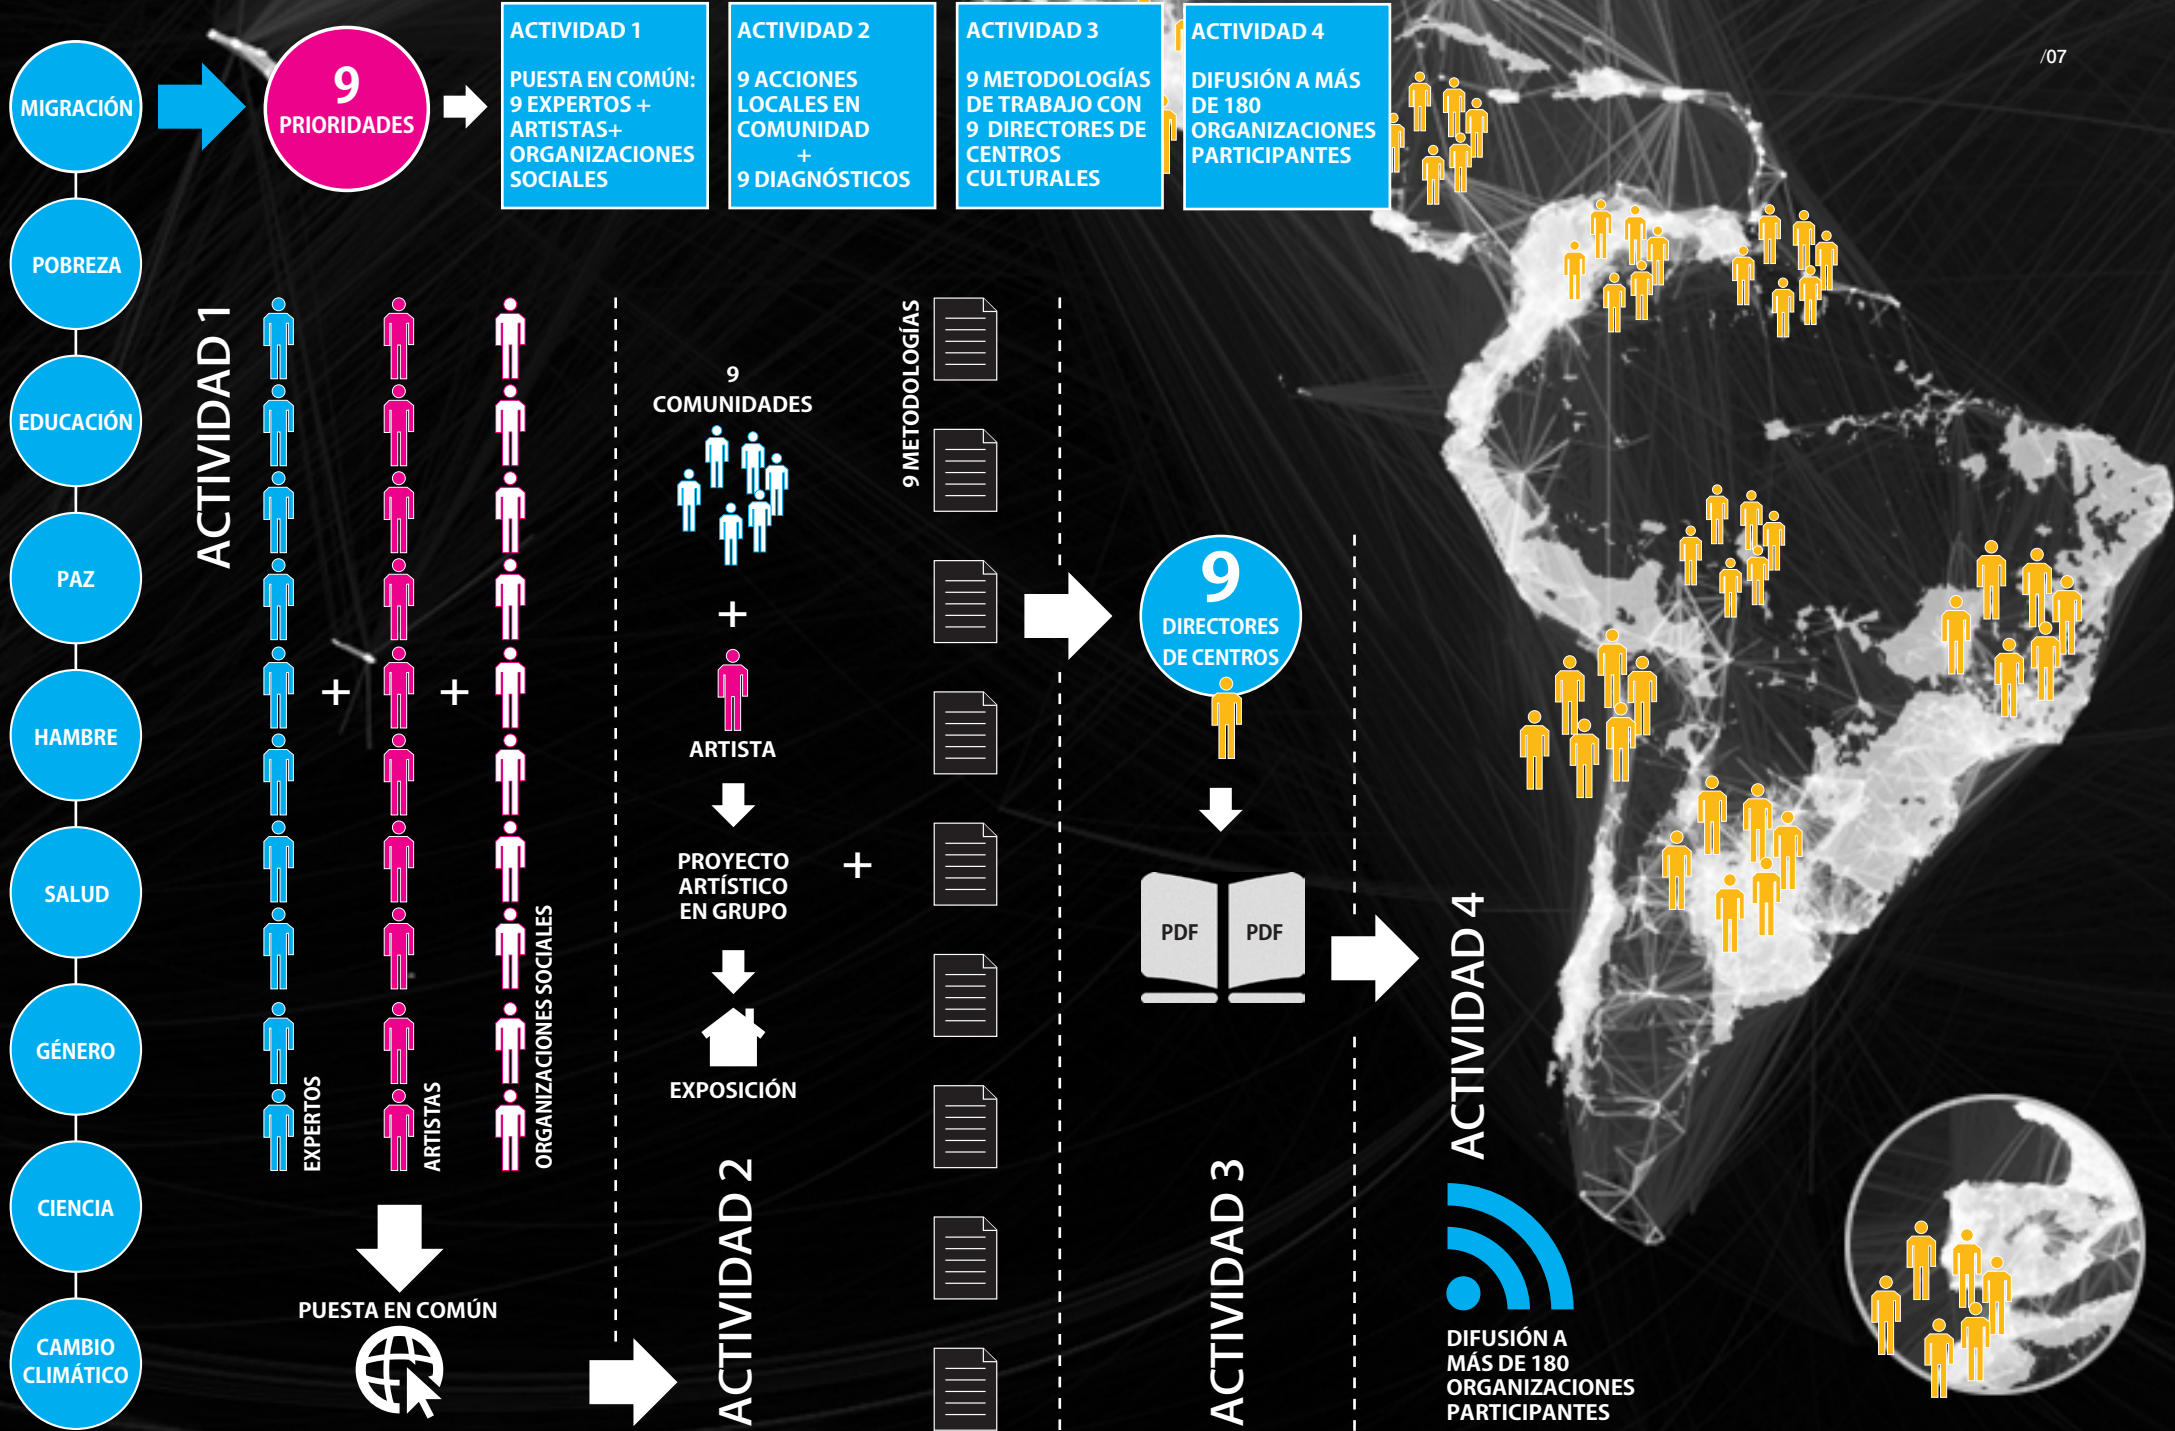 /07
MIGRACIÓN
POBREZA
EDUCACIÓN
PAZ
HAMBRE
SALUD
GÉNERO
CIENCIA
CAMBIO
CLIMÁTICO
9
PRIORIDADES
ACTIVIDAD 1
PUESTA EN COMÚN:
9 EXPERTOS +
ARTISTAS+
ORGANIZACIONES
SOCIALES
ACTIVIDAD 2
9 ACCIONES
LOCALES EN
COMUNIDAD
+
9 DIAGNÓSTICOS
ACTIVIDAD 3
9 METODOLOGÍAS
DE TRABAJO CON
9 DIRECTORES DE
CENTROS
CULTURALES
ACTIVIDAD 4
DIFUSIÓN A MÁS
DE 180
ORGANIZACIONES
PARTICIPANTES
ACTIVIDAD 1
EXPERTOS
+
ARTISTAS
+
ORGANIZACIONES SOCIALES
PUESTA EN COMÚN
9
COMUNIDADES
+
ARTISTA
PROYECTO
ARTÍSTICO
EN GRUPO
EXPOSICIÓN
ACTIVIDAD 2
+
9 METODOLOGÍAS
9
DIRECTORES
DE CENTROS
PDF
PDF
ACTIVIDAD 3
ACTIVIDAD 4
DIFUSIÓN A
MÁS DE 180
ORGANIZACIONES
PARTICIPANTES